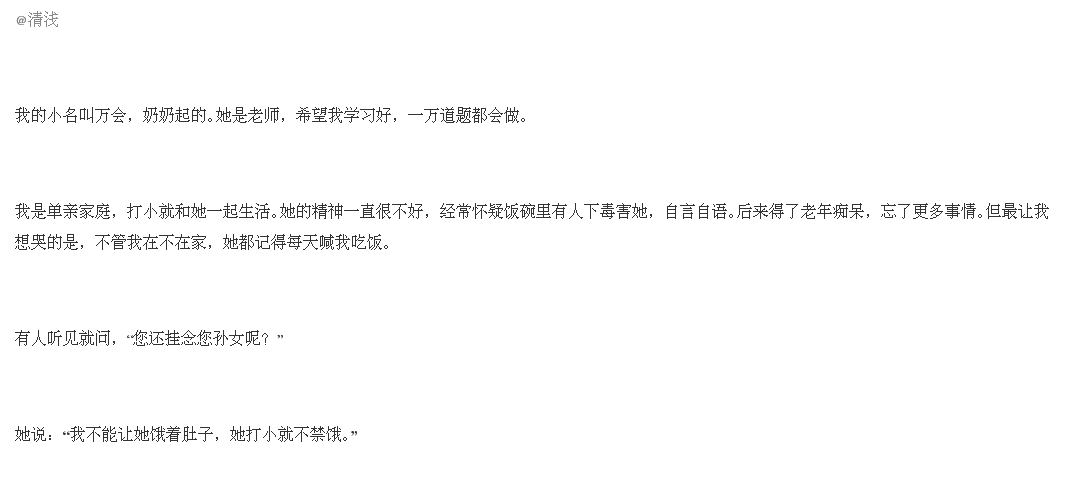 @清浅
我的小名叫万会，奶奶起的。她是老师，希望我学习好，一万道题都会做。
我是单亲家庭，打小就和她一起生活。她的精神一直很不好，经常怀疑饭碗里有人下毒害她，自言自语。后来得了老年痴呆，忘了更多事情。但最让我
想哭的是，不管我在不在家，她都记得每天喊我吃饭。
有人听见就问，“您还挂念您孙女呢？”
她说：“我不能让她饿着肚子，她打小就不禁饿。”